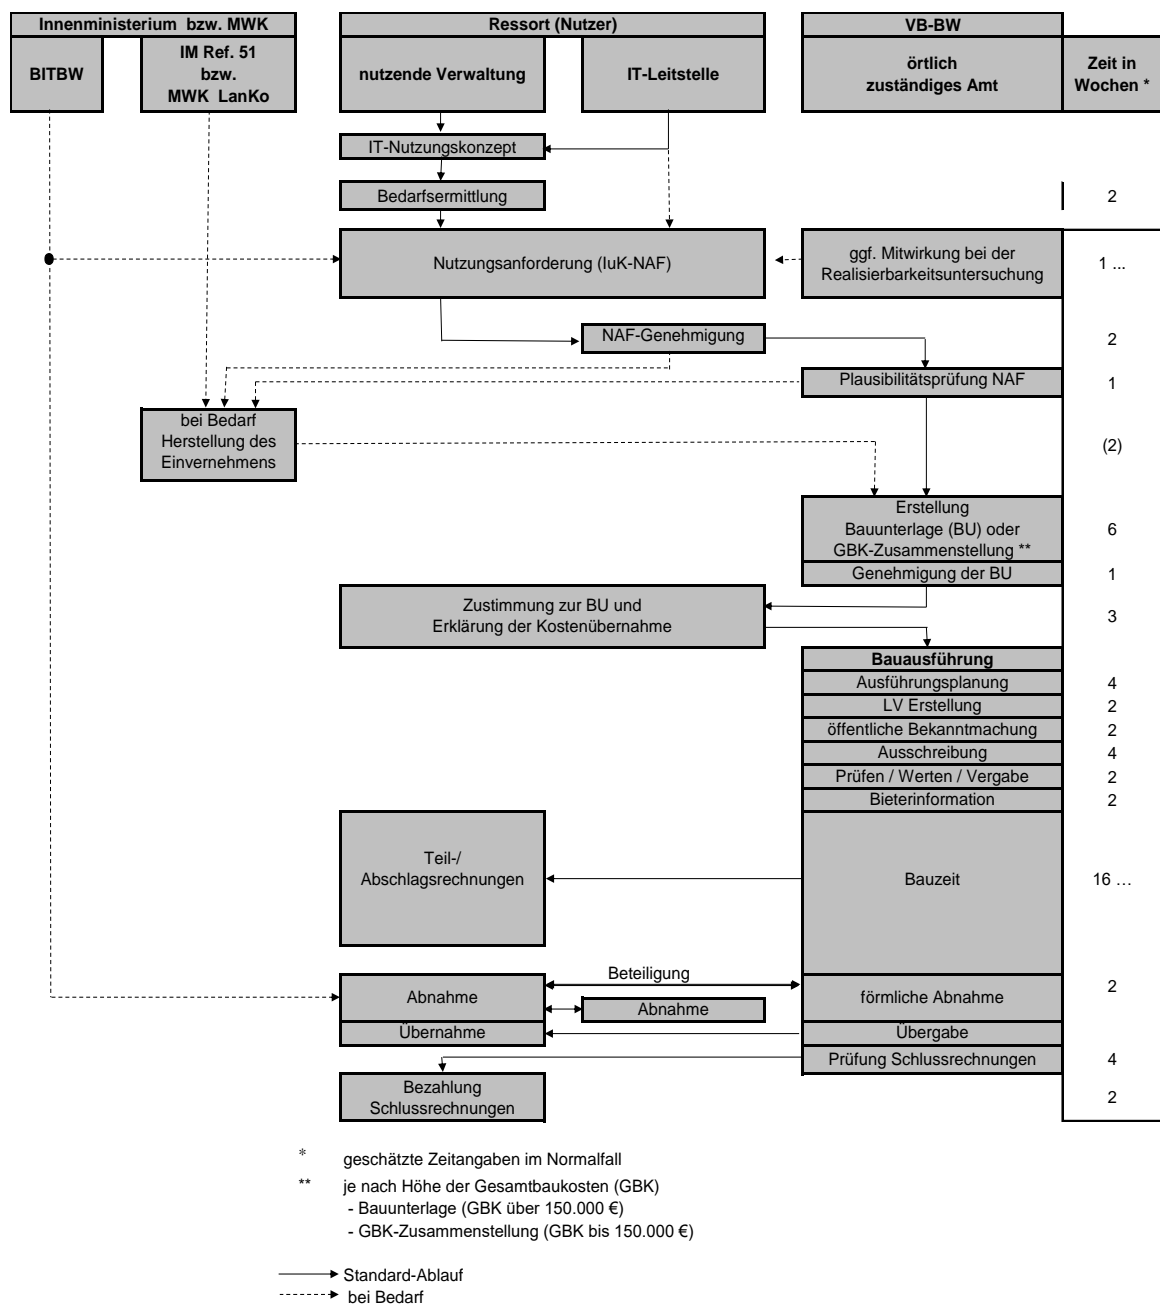 Innenministerium bzw. MWK
Ressort (Nutzer)
VB-BW
BITBW
IM Ref. 51
bzw.
MWK LanKo
nutzende Verwaltung
IT-Leitstelle
örtlich
zuständiges Amt
Zeit in
Wochen *
IT-Nutzungskonzept
Bedarfsermittlung
2
Nutzungsanforderung (IuK-NAF)
ggf. Mitwirkung bei der
Realisierbarkeitsuntersuchung
1 ...
NAF-Genehmigung
2
Plausibilitätsprüfung NAF
1
bei Bedarf
Herstellung des
Einvernehmens
(2)
Erstellung
Bauunterlage (BU) oder
GBK-Zusammenstellung **
6
Genehmigung der BU
1
Zustimmung zur BU und
Erklärung der Kostenübernahme
3
Bauausführung
Ausführungsplanung
4
LV Erstellung
2
öffentliche Bekanntmachung
2
Ausschreibung
4
Prüfen / Werten / Vergabe
2
Bieterinformation
2
Teil-/
Abschlagsrechnungen
Bauzeit
16 …
Beteiligung
Abnahme
Abnahme
förmliche Abnahme
2
Übernahme
Übergabe
Prüfung Schlussrechnungen
4
Bezahlung
Schlussrechnungen
2
* geschätzte Zeitangaben im Normalfall
** je nach Höhe der Gesamtbaukosten (GBK)
- Bauunterlage (GBK über 150.000 €)
- GBK-Zusammenstellung (GBK bis 150.000 €)
Standard-Ablauf
bei Bedarf